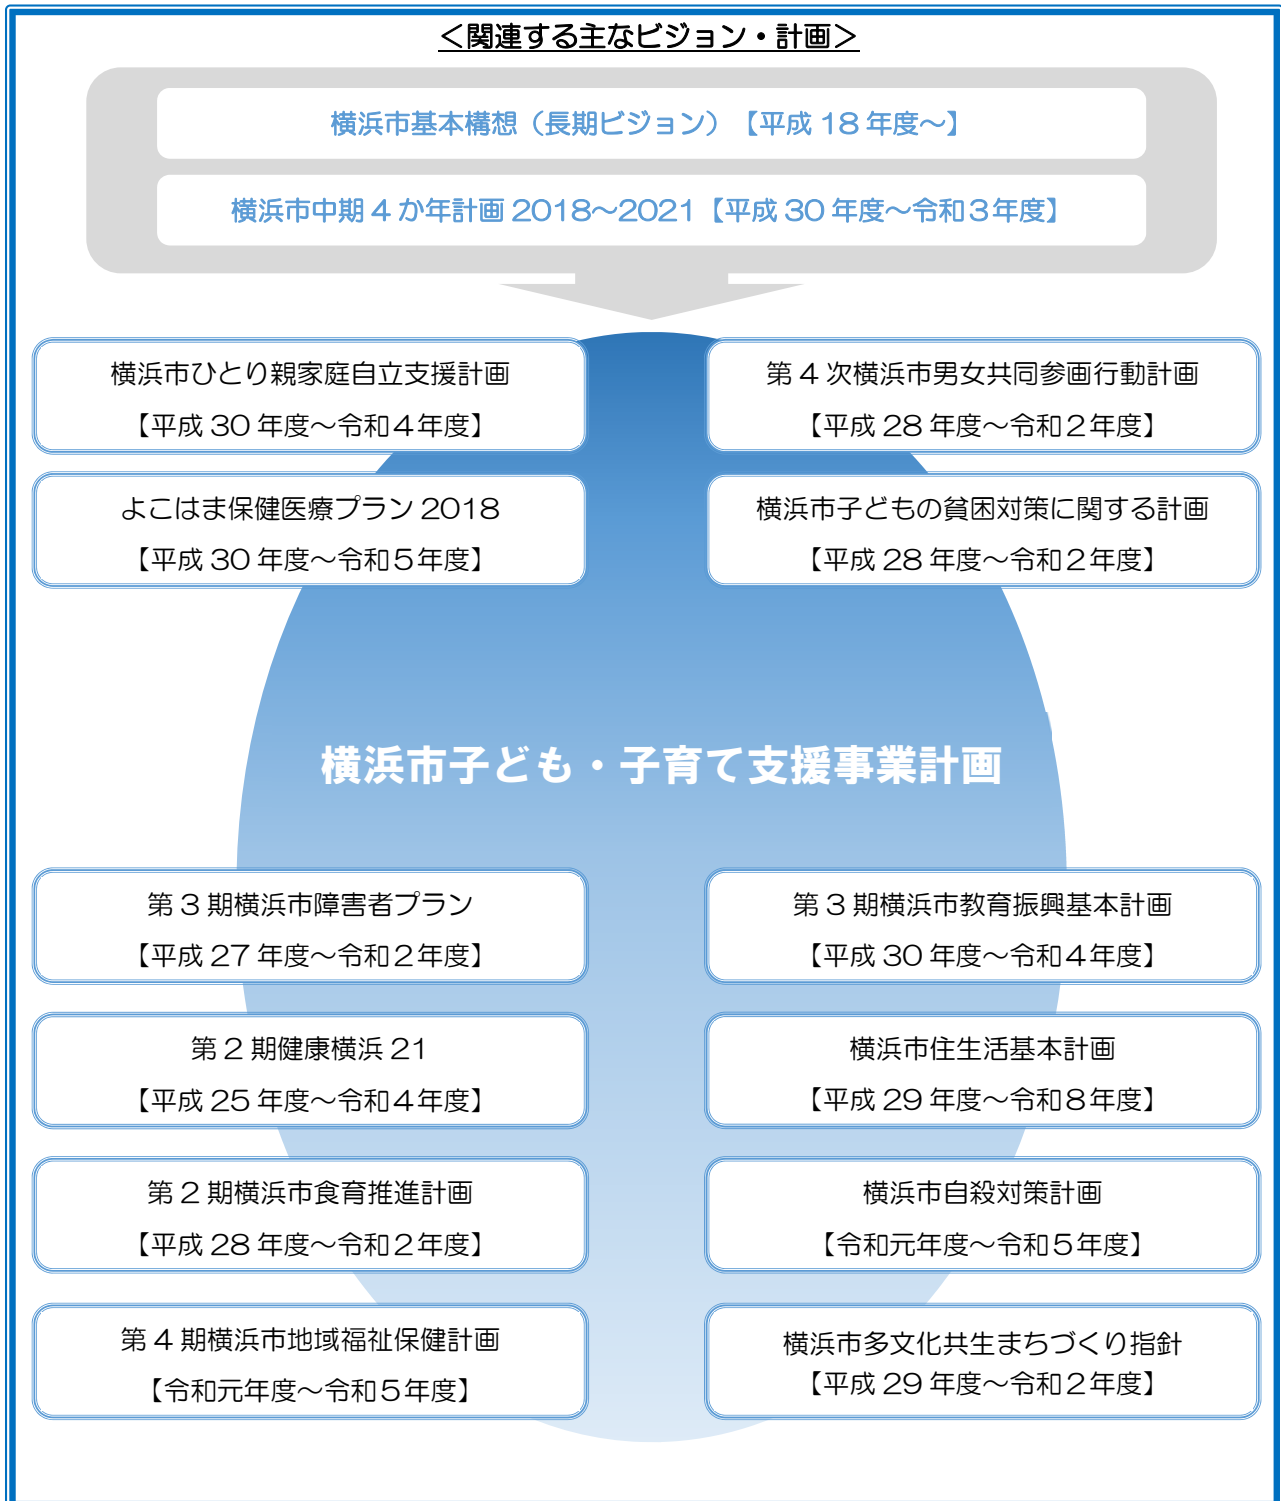 ＜関連する主なビジョン・計画＞
横浜市基本構想（長期ビジョン）【平成 18 年度～】
横浜市中期 4 か年計画 2018～2021【平成 30 年度～令和３年度】
横浜市ひとり親家庭自立支援計画
【平成 30 年度～令和４年度】
第 4 次横浜市男女共同参画行動計画
【平成 28 年度～令和２年度】
よこはま保健医療プラン 2018
【平成 30 年度～令和５年度】
横浜市子どもの貧困対策に関する計画
【平成 28 年度～令和２年度】
横浜市子ども・子育て支援事業計画
第 3 期横浜市障害者プラン
【平成 27 年度～令和２年度】
第 3 期横浜市教育振興基本計画
【平成 30 年度～令和４年度】
第 2 期健康横浜 21
【平成 25 年度～令和４年度】
横浜市住生活基本計画
【平成 29 年度～令和８年度】
第 2 期横浜市食育推進計画
【平成 28 年度～令和２年度】
横浜市自殺対策計画
【令和元年度～令和５年度】
第 4 期横浜市地域福祉保健計画
【令和元年度～令和５年度】
横浜市多文化共生まちづくり指針
【平成 29 年度～令和２年度】